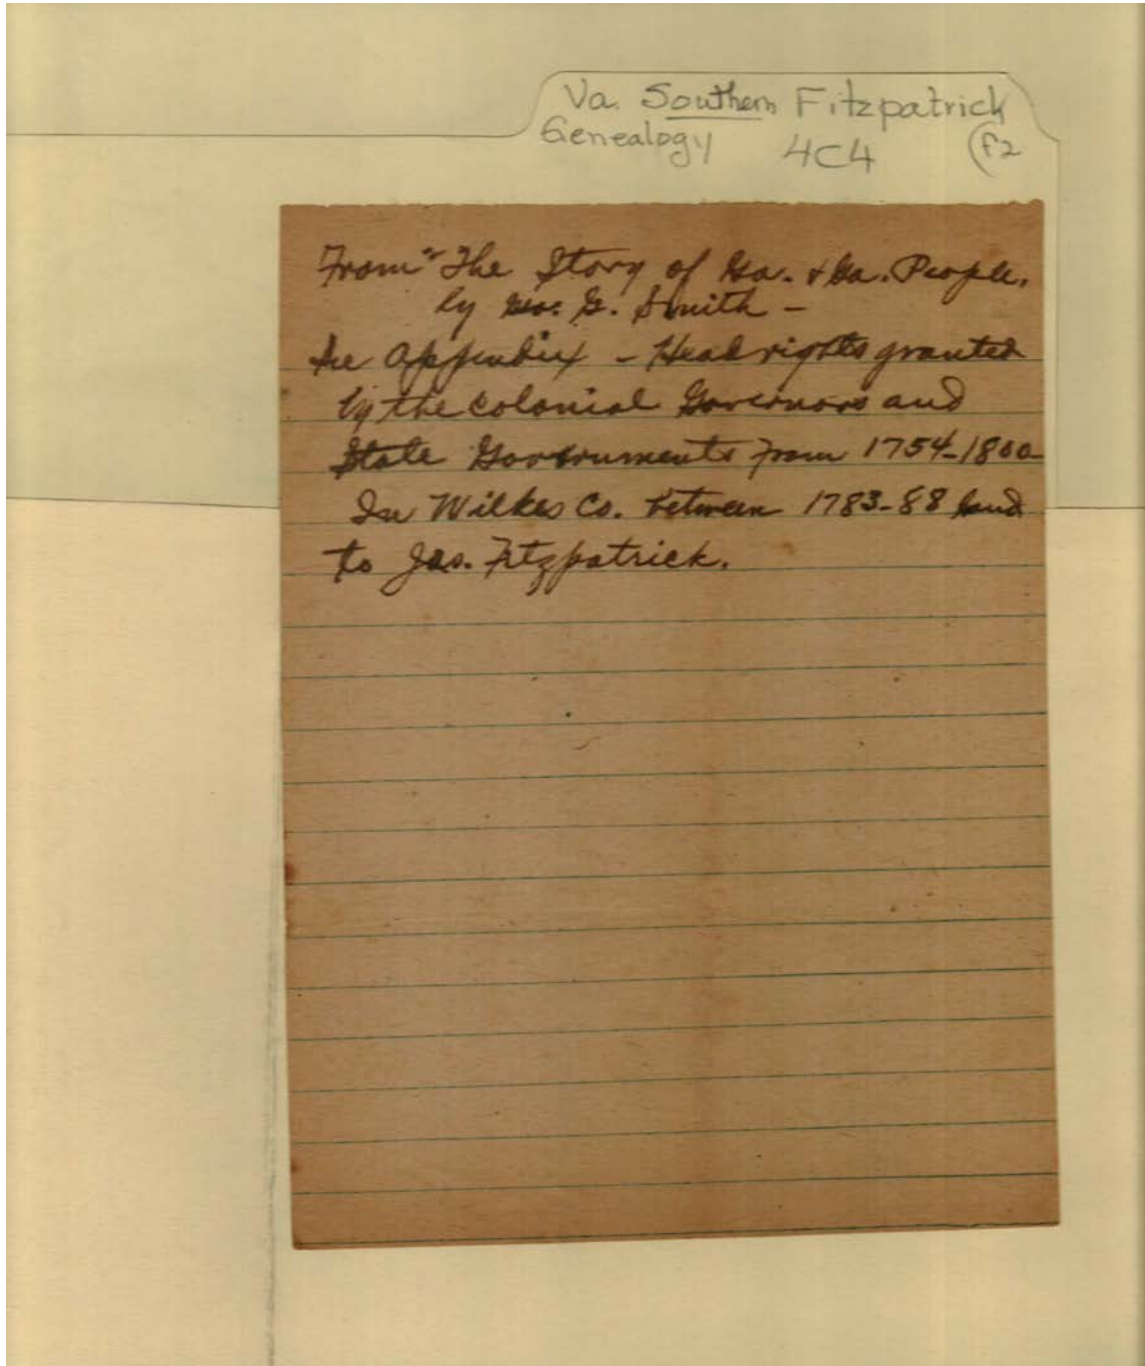 Va. Southern Fitzpatrick
Genealogy 4C4 (F2
From "The Story of Ga. & Ga. People.
by Geo. G. Smith -
See Appendix - Head rights granted
by the colonial Governors and
State Governments from 1754-1800-
In Wilkes Co. between 1783-88 land
to Jas. Fitzpatrick.